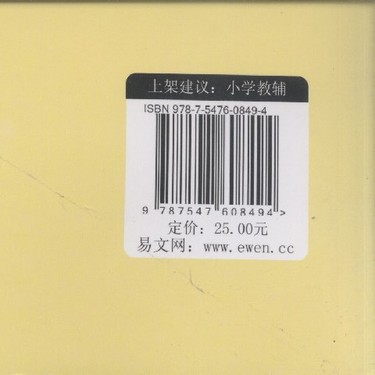 上架建议：小学教辅
ISBN 978-7-5476-0849-4
9 787547 608494 >
定价：25.00元
易文网：www.ewen.cc